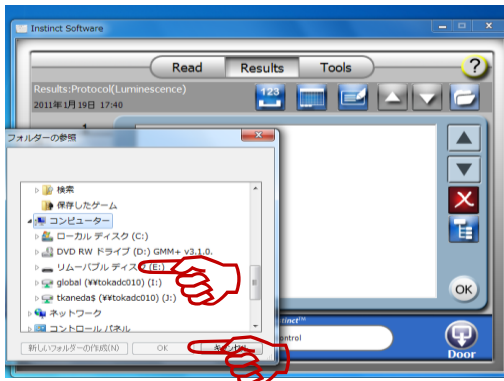 Instinct Software
Read
Results
Tools
?
Results:Protocol(Luminescence)
2011年1月19日 17:40
123
1
フォルダーの参照
検索
保存したゲーム
コンピューター
ローカル ディスク (C:)
DVD RW ドライブ (D:) GMM+ v3.1.0.
リムーバブル ディスク (E:)
global (¥¥tokadc010) (I:)
tkaneda$ (¥¥tokadc010) (J:)
ネットワーク
コントロール パネル
新しいフォルダーの作成(N)
OK
OK
Door